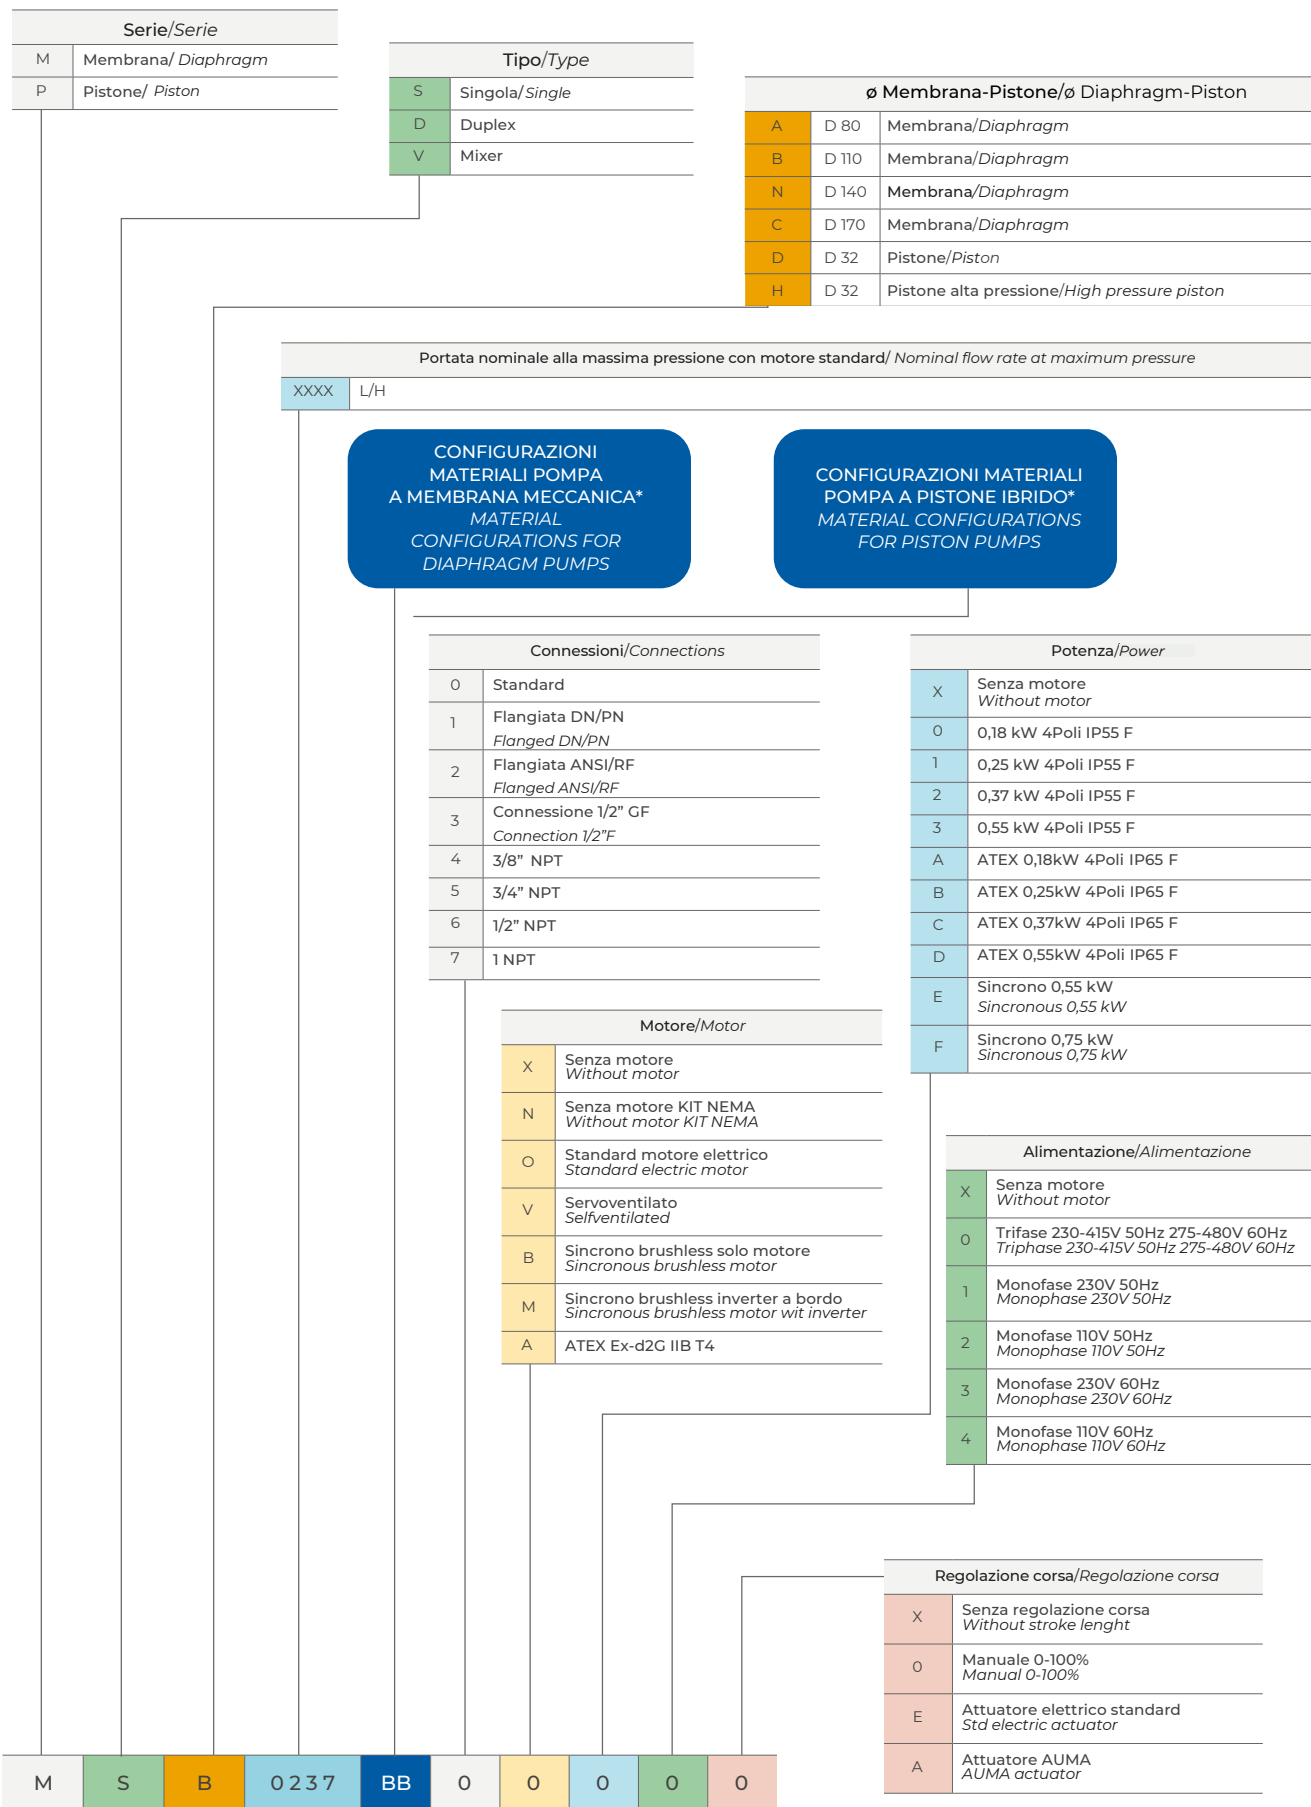 Serie/Serie
M Membrana/ Diaphragm
P Pistone/ Piston
Tipo/Type
S Singola/Single
D Duplex
V Mixer
ø Membrana-Pistone/ø Diaphragm-Piston
A D 80 Membrana/Diaphragm
B D 110 Membrana/Diaphragm
N D 140 Membrana/Diaphragm
C D 170 Membrana/Diaphragm
D D 32 Pistone/Piston
H D 32 Pistone alta pressione/High pressure piston
Portata nominale alla massima pressione con motore standard/ Nominal flow rate at maximum pressure
XXXX L/H
CONFIGURAZIONI
MATERIALI POMPA
A MEMBRANA MECCANICA*
MATERIAL
CONFIGURATIONS FOR
DIAPHRAGM PUMPS
CONFIGURAZIONI MATERIALI
POMPA A PISTONE IBRIDO*
MATERIAL CONFIGURATIONS
FOR PISTON PUMPS
Connessioni/Connections
0 Standard
1 Flangiata DN/PN
Flanged DN/PN
2 Flangiata ANSI/RF
Flanged ANSI/RF
3 Connessione 1/2” GF
Connection 1/2”F
4 3/8” NPT
5 3/4” NPT
6 1/2” NPT
7 1 NPT
Potenza/Power
X Senza motore
Without motor
0 0,18 kW 4Poli IP55 F
1 0,25 kW 4Poli IP55 F
2 0,37 kW 4Poli IP55 F
3 0,55 kW 4Poli IP55 F
A ATEX 0,18kW 4Poli IP65 F
B ATEX 0,25kW 4Poli IP65 F
C ATEX 0,37kW 4Poli IP65 F
D ATEX 0,55kW 4Poli IP65 F
E Sincrono 0,55 kW
Sincronous 0,55 kW
F Sincrono 0,75 kW
Sincronous 0,75 kW
Motore/Motor
X Senza motore
Without motor
N Senza motore KIT NEMA
Without motor KIT NEMA
O Standard motore elettrico
Standard electric motor
V Servoventilato
Selfventilated
B Sincrono brushless solo motore
Sincronous brushless motor
M Sincrono brushless inverter a bordo
Sincronous brushless motor wit inverter
A ATEX Ex-d2G IIB T4
Alimentazione/Alimentazione
X Senza motore
Without motor
0 Trifase 230-415V 50Hz 275-480V 60Hz
Triphase 230-415V 50Hz 275-480V 60Hz
1 Monofase 230V 50Hz
Monophase 230V 50Hz
2 Monofase 110V 50Hz
Monophase 110V 50Hz
3 Monofase 230V 60Hz
Monophase 230V 60Hz
4 Monofase 110V 60Hz
Monophase 110V 60Hz
Regolazione corsa/Regolazione corsa
X Senza regolazione corsa
Without stroke lenght
0 Manuale 0-100%
Manual 0-100%
E Attuatore elettrico standard
Std electric actuator
A Attuatore AUMA
AUMA actuator
M S B 0237 BB 0 0 0 0 0